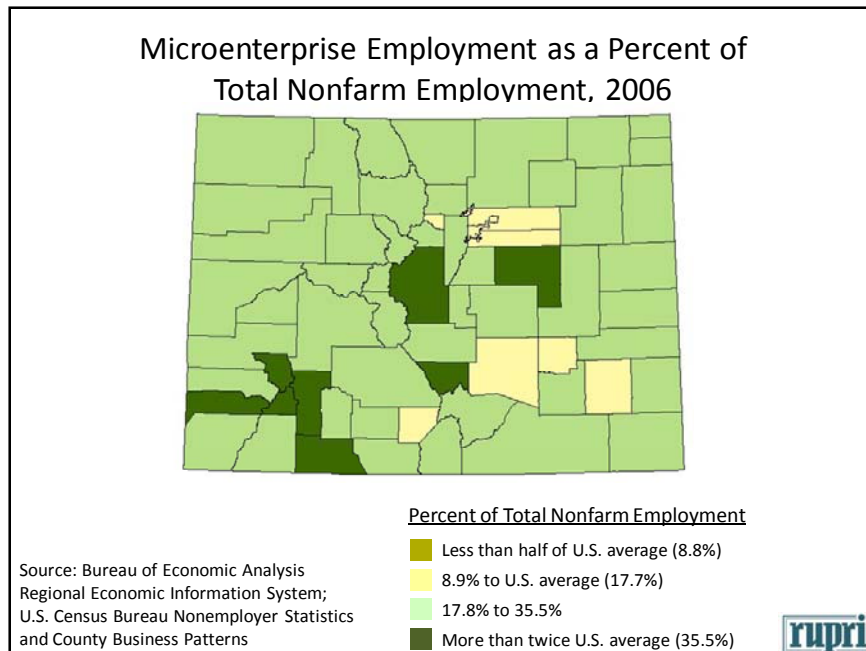 Microenterprise Employment as a Percent of
Total Nonfarm Employment, 2006
Percent of Total Nonfarm Employment
Less than half of U.S. average (8.8%)
8.9% to U.S. average (17.7%)
17.8% to 35.5%
More than twice U.S. average (35.5%)
Source: Bureau of Economic Analysis
Regional Economic Information System;
U.S. Census Bureau Nonemployer Statistics
and County Business Patterns
rupri